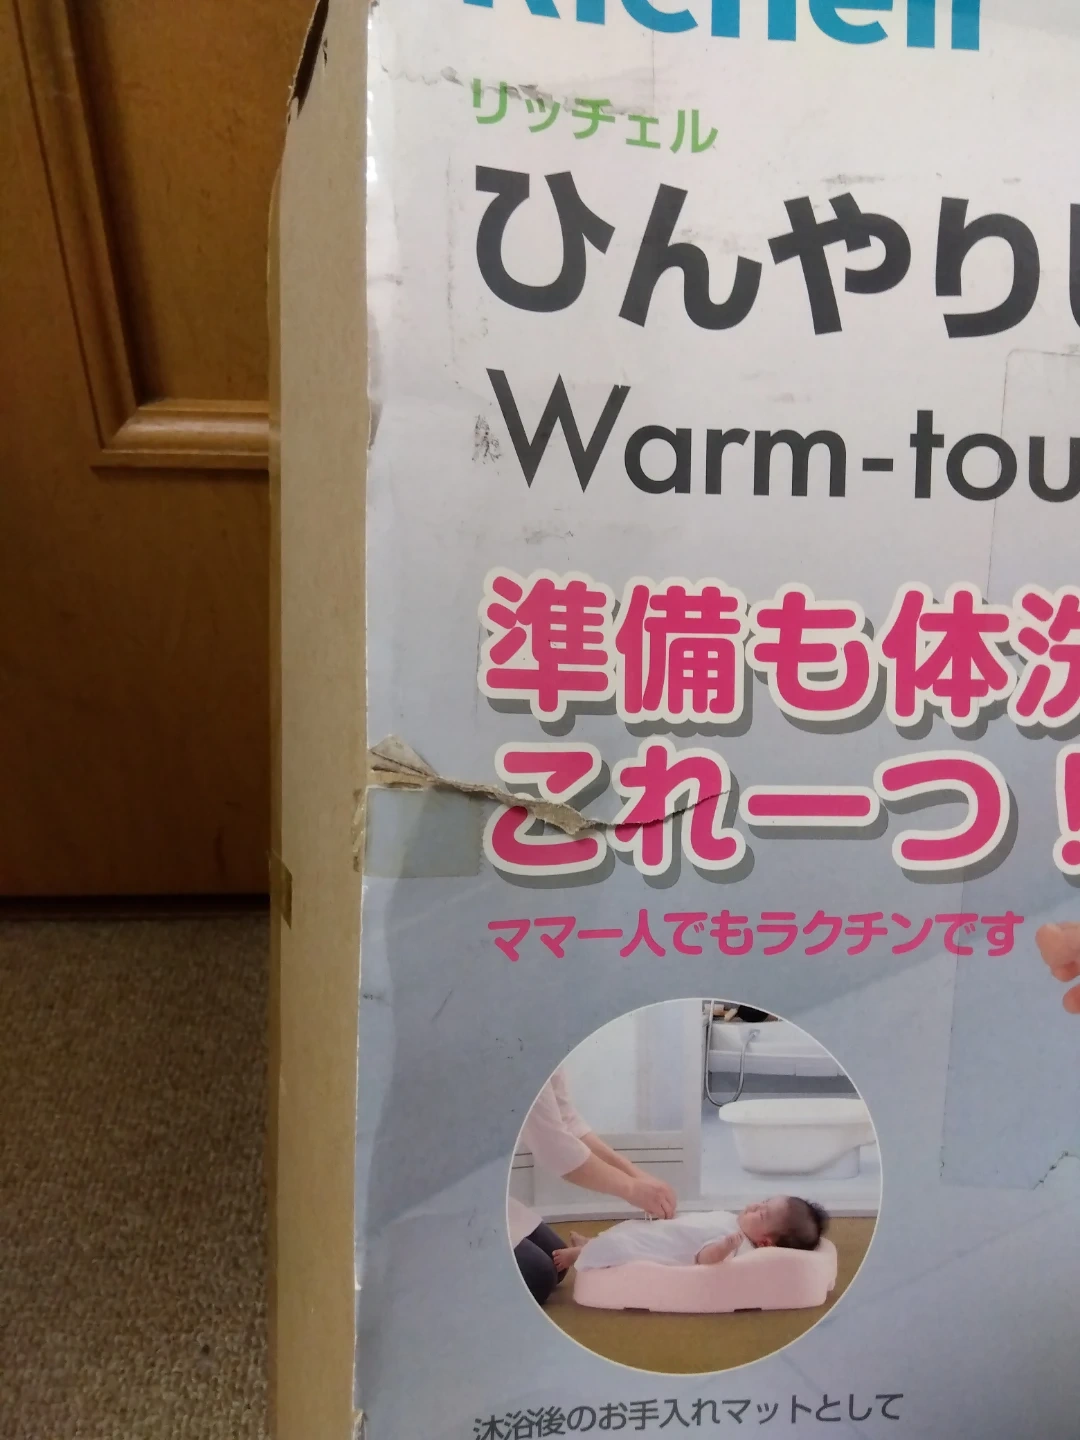 Richell
リッチェル
ひんやりし
Warm-tou
準備も体洗
これ一つ！
ママ一人でもラクチンです
沐浴後のお手入れマットとして